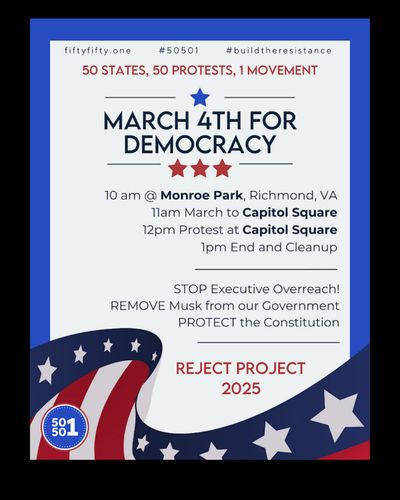 fiftyfifty.one #50501 #buildtheresistance
50 STATES, 50 PROTESTS, 1 MOVEMENT
MARCH 4TH FOR
DEMOCRACY
10 am @ Monroe Park, Richmond, VA
11am March to Capitol Square
12pm Protest at Capitol Square
1pm End and Cleanup
STOP Executive Overreach!
REMOVE Musk from our Government
PROTECT the Constitution
REJECT PROJECT
2025
50
50 1